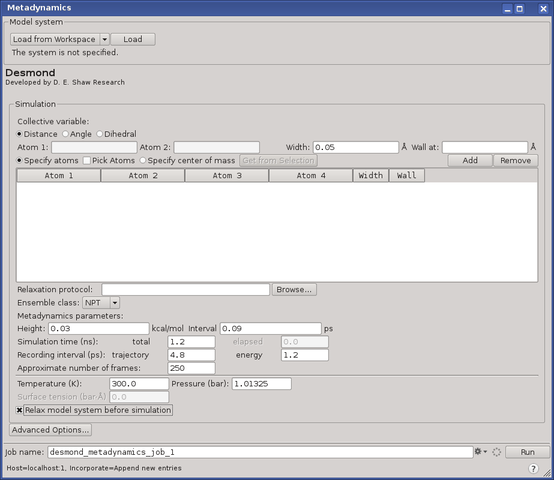 Metadynamics
Model system
Load from Workspace Load
The system is not specified.
Desmond
Developed by D. E. Shaw Research
Simulation
Collective variable:
Distance Angle Dihedral
Atom 1: Atom 2: Width: 0.05 Å Wall at: Å
Specify atoms Pick Atoms Specify center of mass Get from Selection Add Remove
Atom 1 Atom 2 Atom 3 Atom 4 Width Wall
Relaxation protocol: Browse...
Ensemble class: NPT
Metadynamics parameters:
Height: 0.03 kcal/mol Interval 0.09 ps
Simulation time (ns): total 1.2 elapsed 0.0
Recording interval (ps): trajectory 4.8 energy 1.2
Approximate number of frames: 250
Temperature (K): 300.0 Pressure (bar): 1.01325
Surface tension (bar·Å) 0.0
Relax model system before simulation
Advanced Options...
Job name: desmond_metadynamics_job_1 Run
Host=localhost:1, Incorporate=Append new entries ?